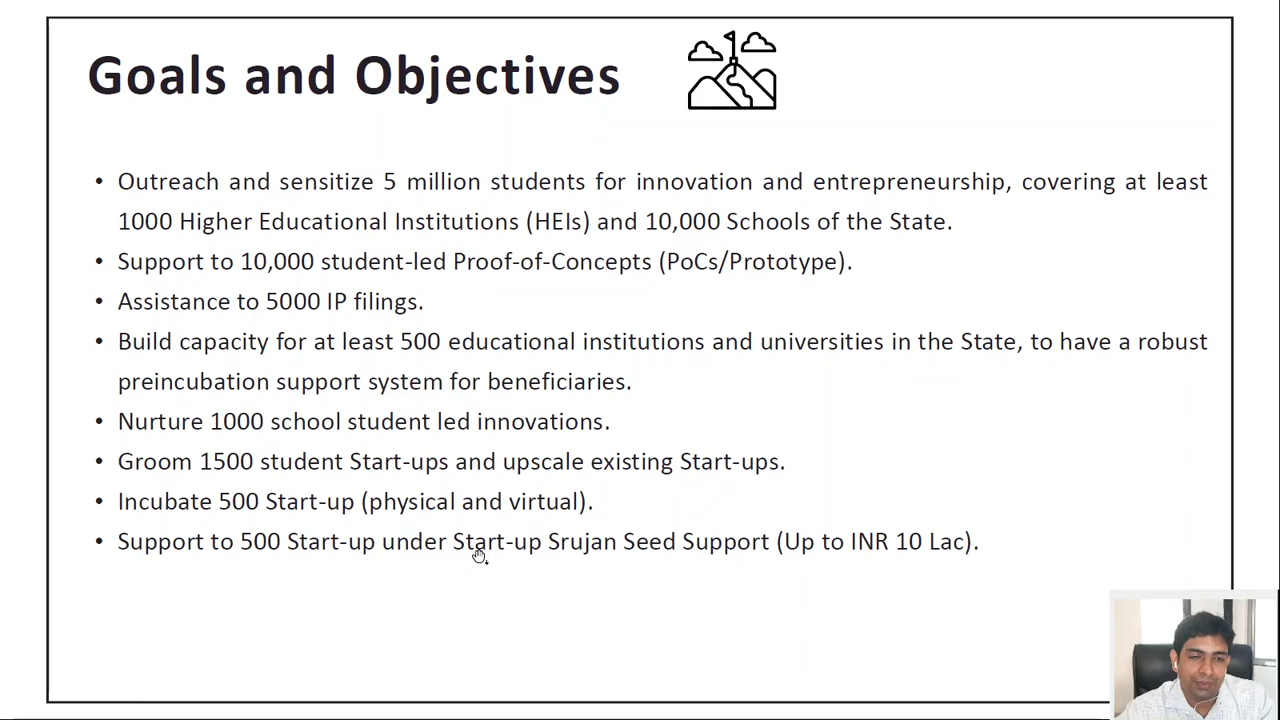 Goals and Objectives
• Outreach and sensitize 5 million students for innovation and entrepreneurship, covering at least
1000 Higher Educational Institutions (HEIs) and 10,000 Schools of the State.
• Support to 10,000 student-led Proof-of-Concepts (PoCs/Prototype).
• Assistance to 5000 IP filings.
• Build capacity for at least 500 educational institutions and universities in the State, to have a robust
preincubation support system for beneficiaries.
• Nurture 1000 school student led innovations.
• Groom 1500 student Start-ups and upscale existing Start-ups.
• Incubate 500 Start-up (physical and virtual).
• Support to 500 Start-up under Start-up Srujan Seed Support (Up to INR 10 Lac).